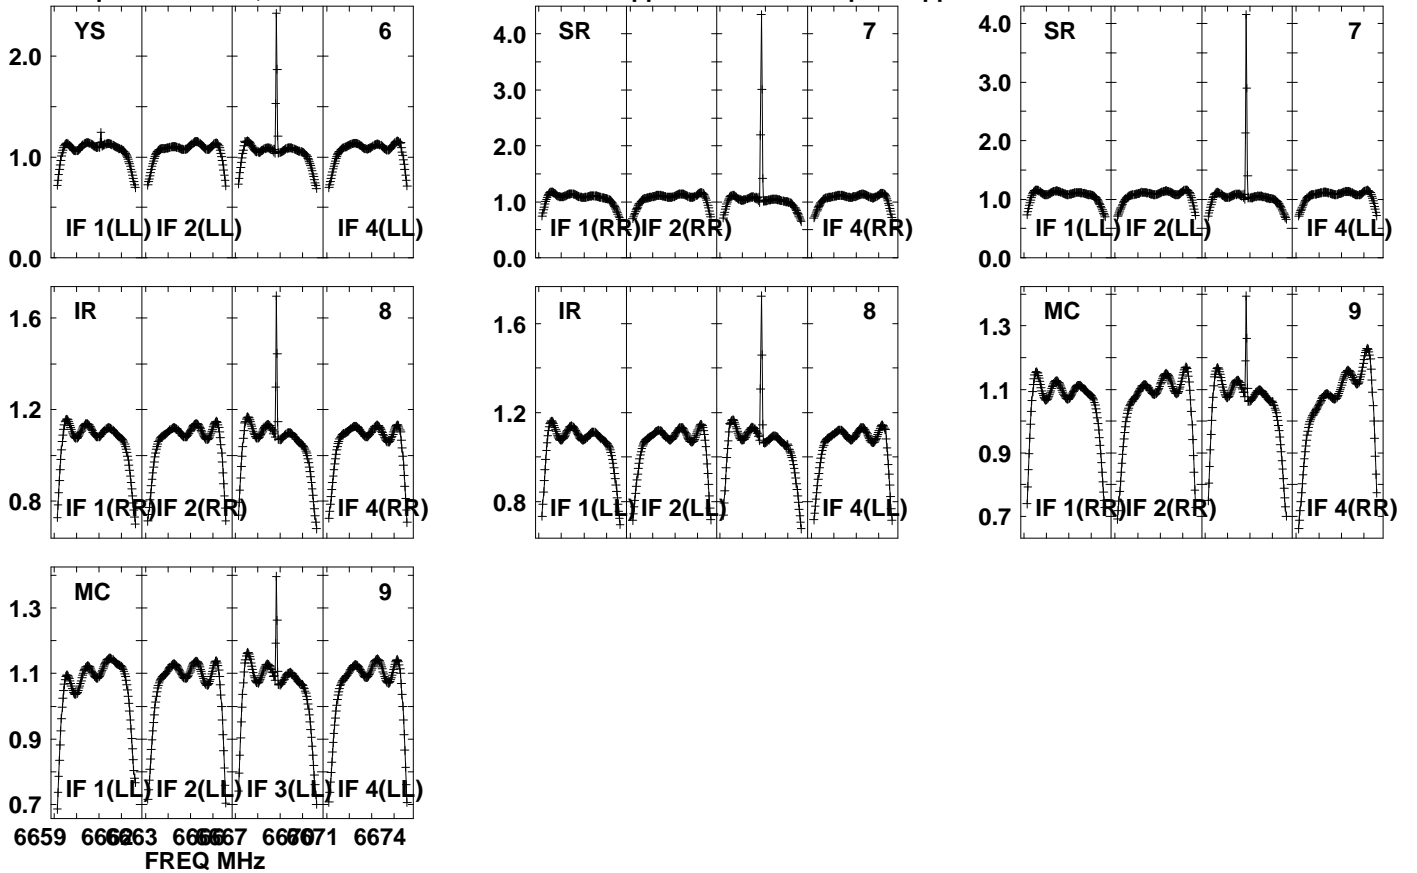 YS 6
2.0
1.0
0.0
IF 1(LL) IF 2(LL) IF 4(LL)
SR 7
4.0
3.0
2.0
1.0
0.0
IF 1(RR) IF 2(RR) IF 4(RR)
SR 7
4.0
3.0
2.0
1.0
0.0
IF 1(LL) IF 2(LL) IF 4(LL)
IR 8
1.6
1.2
0.8
IF 1(RR) IF 2(RR) IF 4(RR)
IR 8
1.6
1.2
0.8
IF 1(LL) IF 2(LL) IF 4(LL)
MC 9
1.3
1.1
0.9
0.7
IF 1(RR) IF 2(RR) IF 4(RR)
MC 9
1.3
1.1
0.9
0.7
IF 1(LL) IF 2(LL) IF 3(LL) IF 4(LL)
6659 6662 6663 6666 6667 6670 6671 6674
FREQ MHz